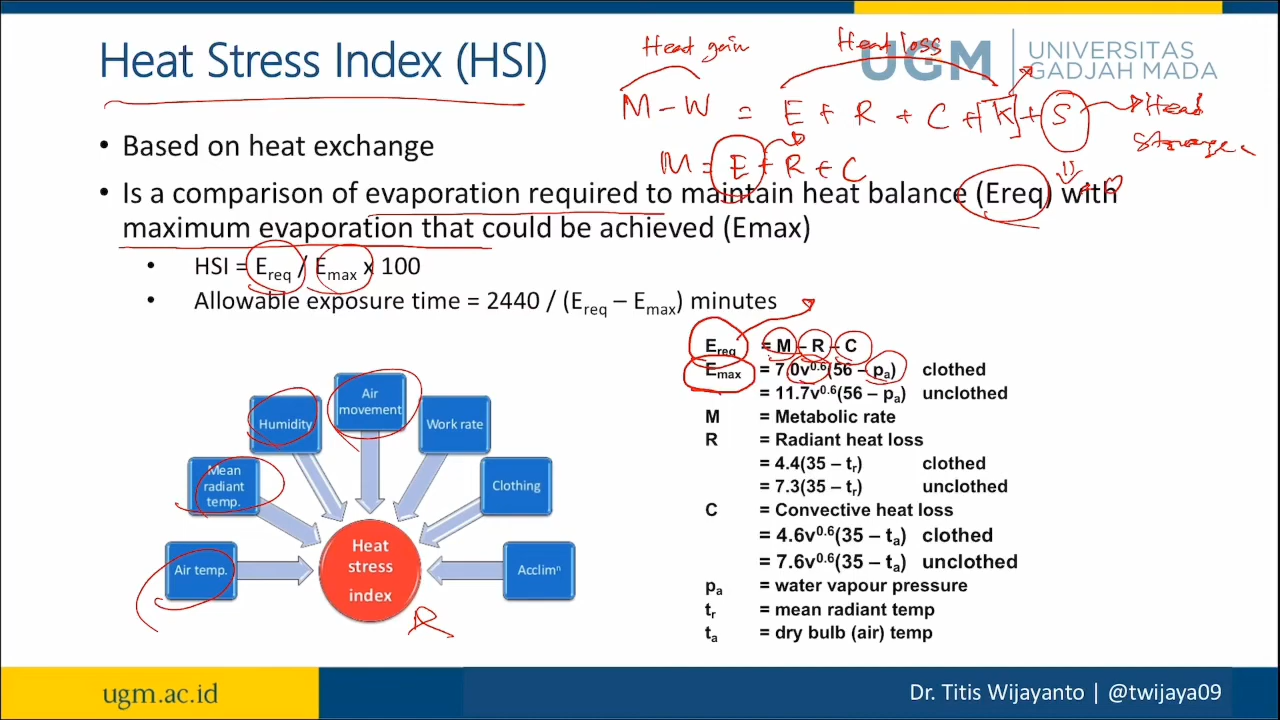 Heat Stress Index (HSI)
Heat gain
Heat loss
UGM
UNIVERSITAS
GADJAH MADA
M - W = E + R + C + [K] + S
M = E + R + C
• Based on heat exchange
• Is a comparison of evaporation required to maintain heat balance (Ereq) with
maximum evaporation that could be achieved (Emax)
• HSI = Ereq / Emax x 100
• Allowable exposure time = 2440 / (Ereq – Emax) minutes
Ereq = M – R – C
Emax = 7.0v0.6(56 – pa) clothed
= 11.7v0.6(56 – pa) unclothed
M = Metabolic rate
R = Radiant heat loss
= 4.4(35 – tr) clothed
= 7.3(35 – tr) unclothed
C = Convective heat loss
= 4.6v0.6(35 – ta) clothed
= 7.6v0.6(35 – ta) unclothed
pa = water vapour pressure
tr = mean radiant temp
ta = dry bulb (air) temp
Air temp.
Mean
radiant
temp.
Humidity
Air
movement
Work rate
Clothing
Acclimn
Heat
stress
index
ugm.ac.id
Dr. Titis Wijayanto | @twijaya09